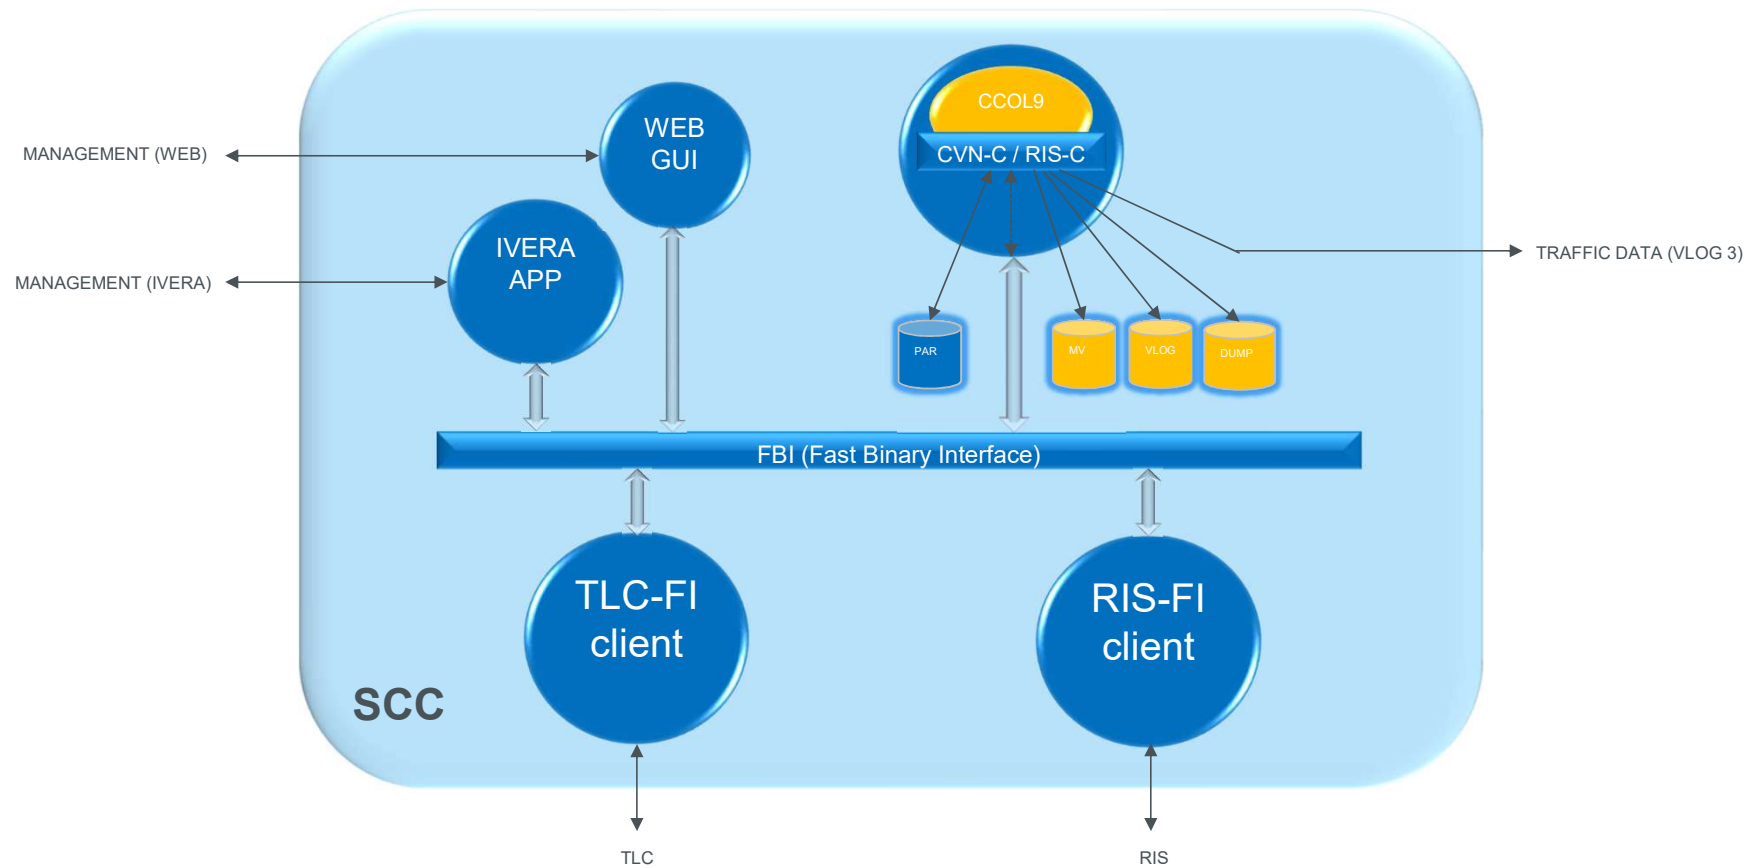 CCOL9
WEB
GUI
CVN-C / RIS-C
MANAGEMENT (WEB)
IVERA
APP
MANAGEMENT (IVERA)
TRAFFIC DATA (VLOG 3)
PAR
MV
VLOG
DUMP
FBI (Fast Binary Interface)
TLC-FI
client
RIS-FI
client
SCC
TLC
RIS